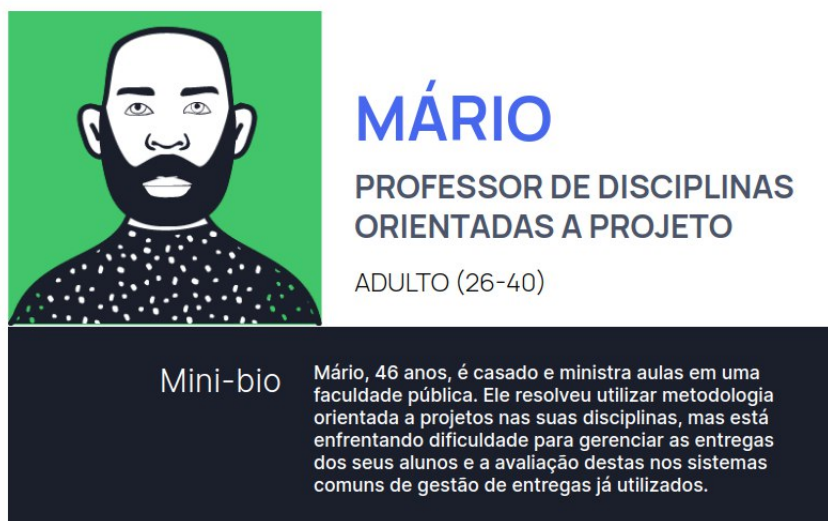 MÁRIO
PROFESSOR DE DISCIPLINAS
ORIENTADAS A PROJETO
ADULTO (26-40)
Mini-bio
Mário, 46 anos, é casado e ministra aulas em uma
faculdade pública. Ele resolveu utilizar metodologia
orientada a projetos nas suas disciplinas, mas está
enfrentando dificuldade para gerenciar as entregas
dos seus alunos e a avaliação destas nos sistemas
comuns de gestão de entregas já utilizados.